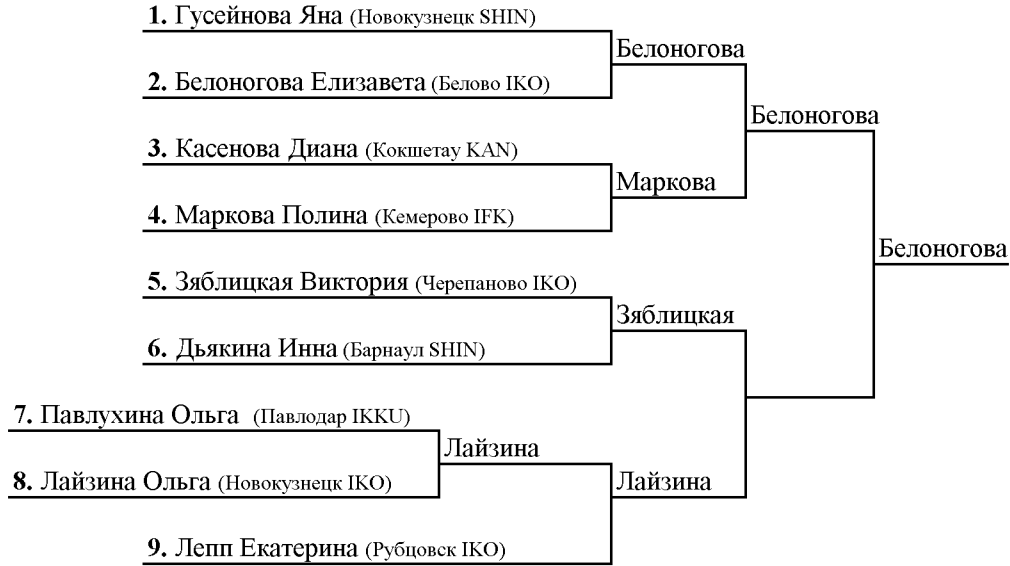 1. Гусейнова Яна (Новокузнецк SHIN)
Белоногова
2. Белоногова Елизавета (Белово IKO)
Белоногова
3. Касенова Диана (Кокшетау KAN)
Маркова
4. Маркова Полина (Кемерово IFK)
Белоногова
5. Зяблицкая Виктория (Черепаново IKO)
Зяблицкая
6. Дьякина Инна (Барнаул SHIN)
7. Павлухина Ольга (Павлодар IKKU)
Лайзина
8. Лайзина Ольга (Новокузнецк IKO)
Лайзина
9. Лепп Екатерина (Рубцовск IKO)